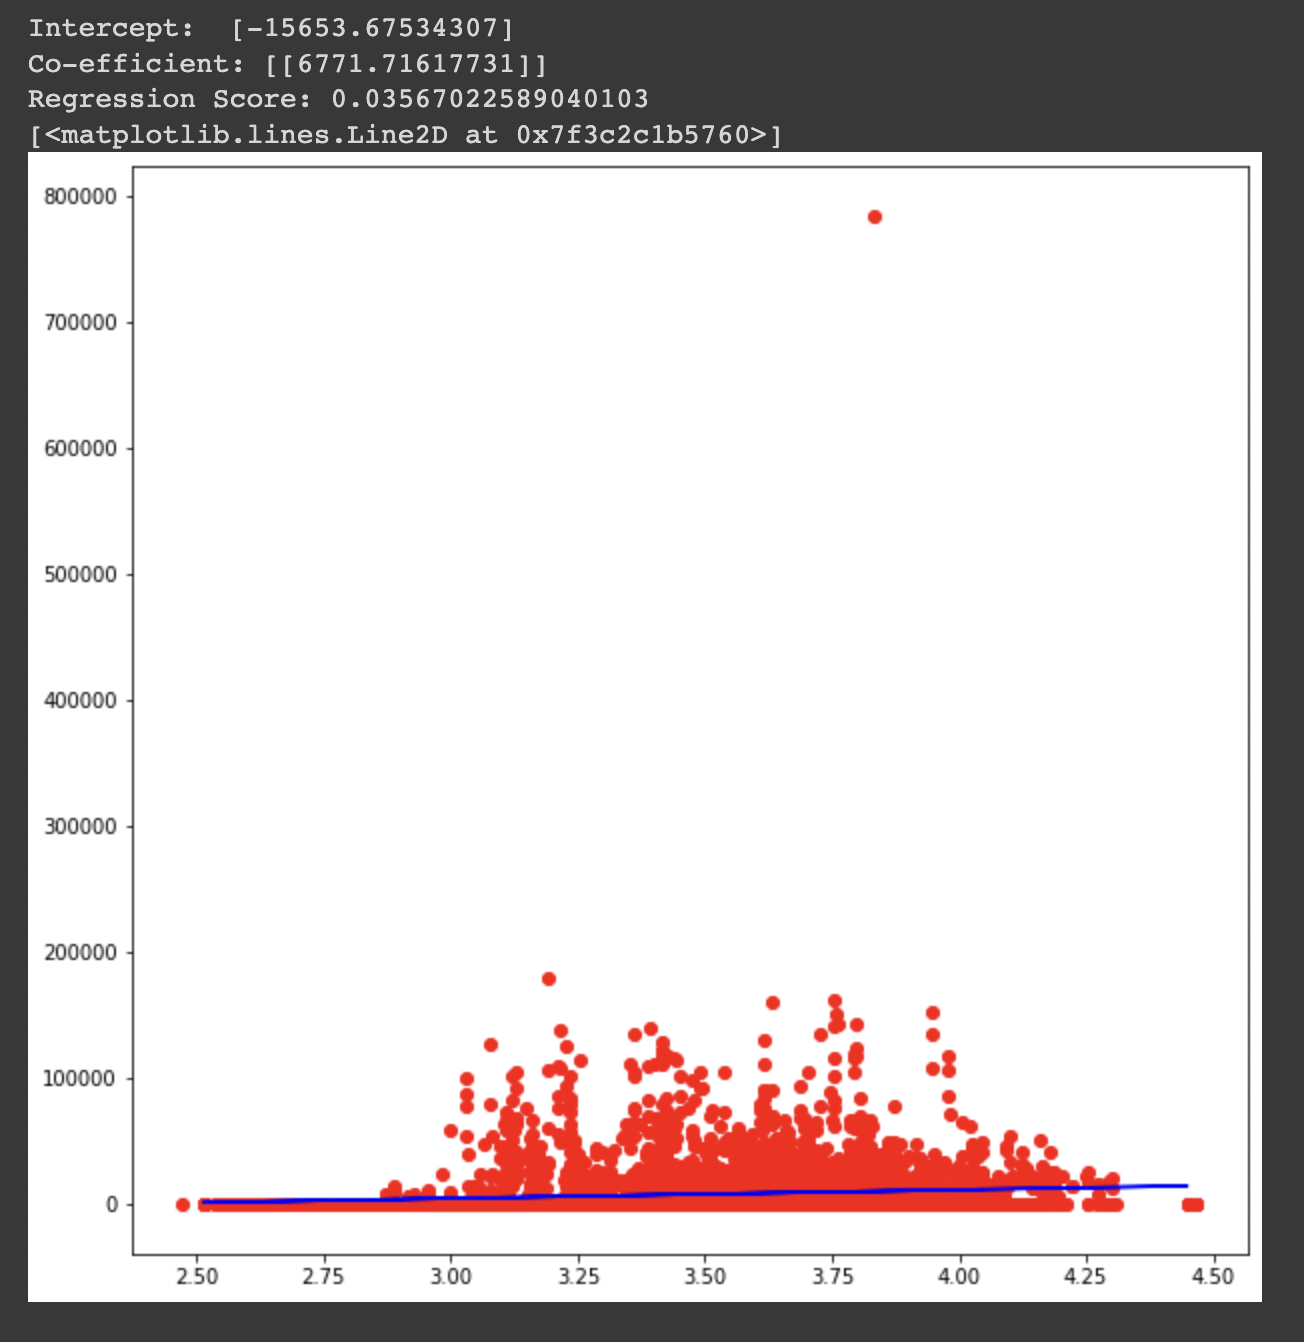 Intercept:  [-15653.67534307]
Co-efficient: [[6771.71617731]]
Regression Score: 0.03567022589040103
[<matplotlib.lines.Line2D at 0x7f3c2c1b5760>]
800000
700000
600000
500000
400000
300000
200000
100000
0
2.50 2.75 3.00 3.25 3.50 3.75 4.00 4.25 4.50